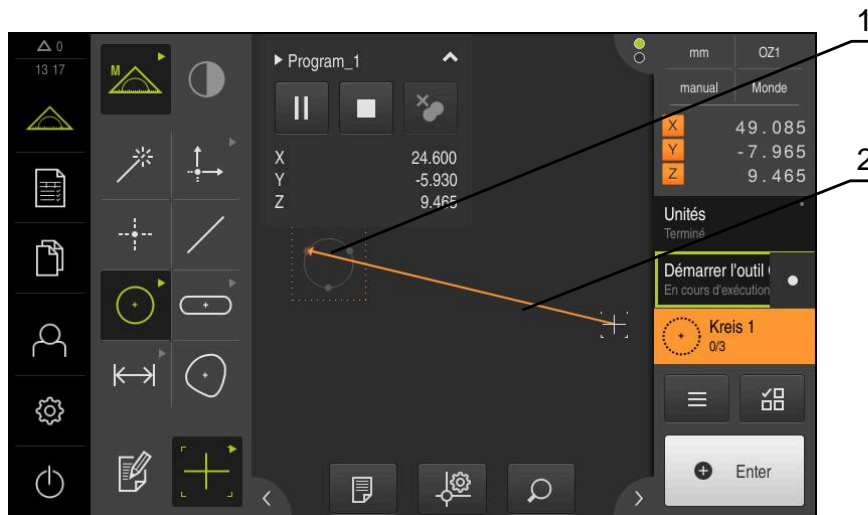 1
△ 0
13 17
M
Program_1
X 24.600
Y -5.930
Z 9.465
mm OZ1
manual Monde
X 49.085
Y -7.965
Z 9.465
2
Unités
Terminé
Démarrer l'outil
En cours d'exécution
Kreis 1
0/3
Enter